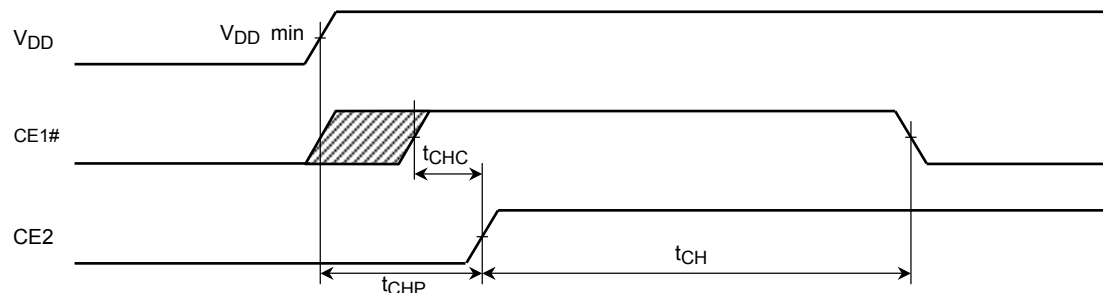 VDD
VDD min
CE1#
tCHC
CE2
tCH
tCHP